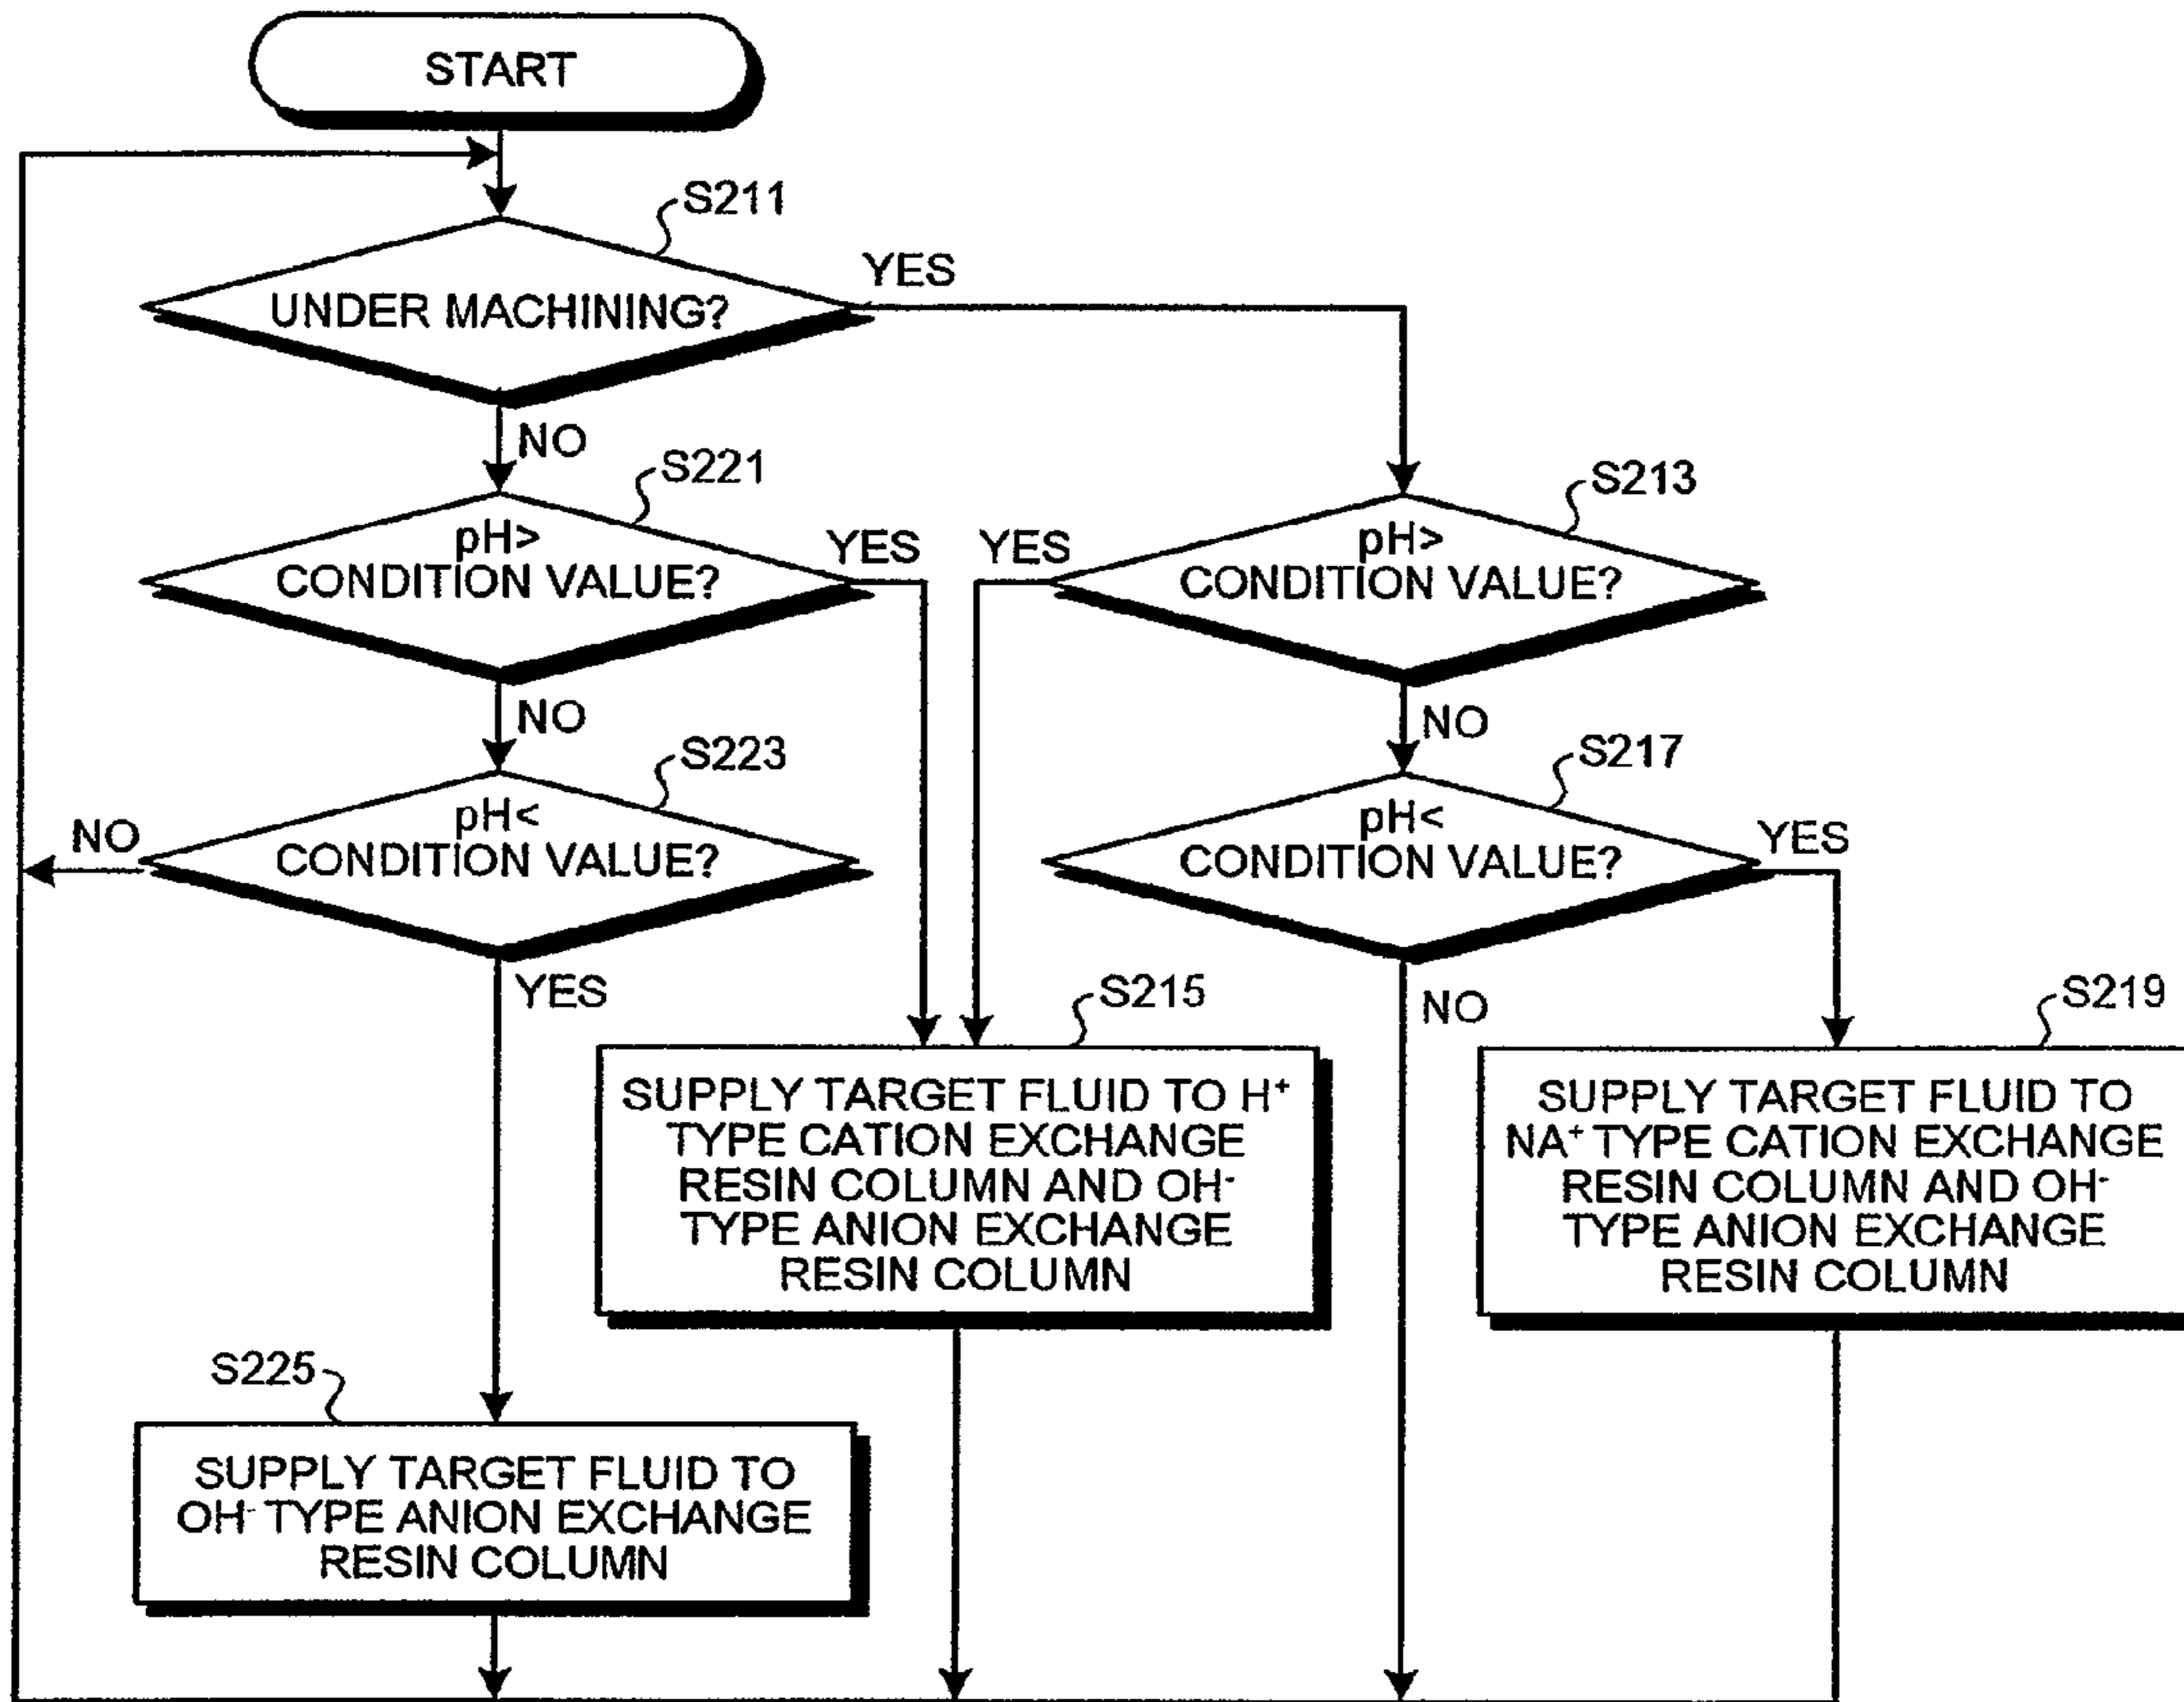 START
S211
UNDER MACHINING?
YES
NO
S221
pH>
CONDITION VALUE?
YES
NO
S213
pH>
CONDITION VALUE?
YES
NO
S223
pH<
CONDITION VALUE?
NO
YES
S217
pH<
CONDITION VALUE?
YES
NO
S215
SUPPLY TARGET FLUID TO H⁺
TYPE CATION EXCHANGE
RESIN COLUMN AND OH⁻
TYPE ANION EXCHANGE
RESIN COLUMN
S219
SUPPLY TARGET FLUID TO
NA⁺ TYPE CATION EXCHANGE
RESIN COLUMN AND OH⁻
TYPE ANION EXCHANGE
RESIN COLUMN
S225
SUPPLY TARGET FLUID TO
OH⁻ TYPE ANION EXCHANGE
RESIN COLUMN